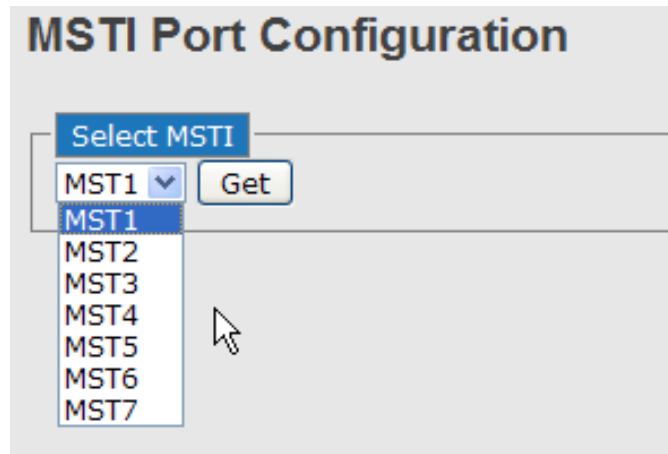 MSTI Port Configuration
Select MSTI
MST1 Get
MST1
MST2
MST3
MST4
MST5
MST6
MST7